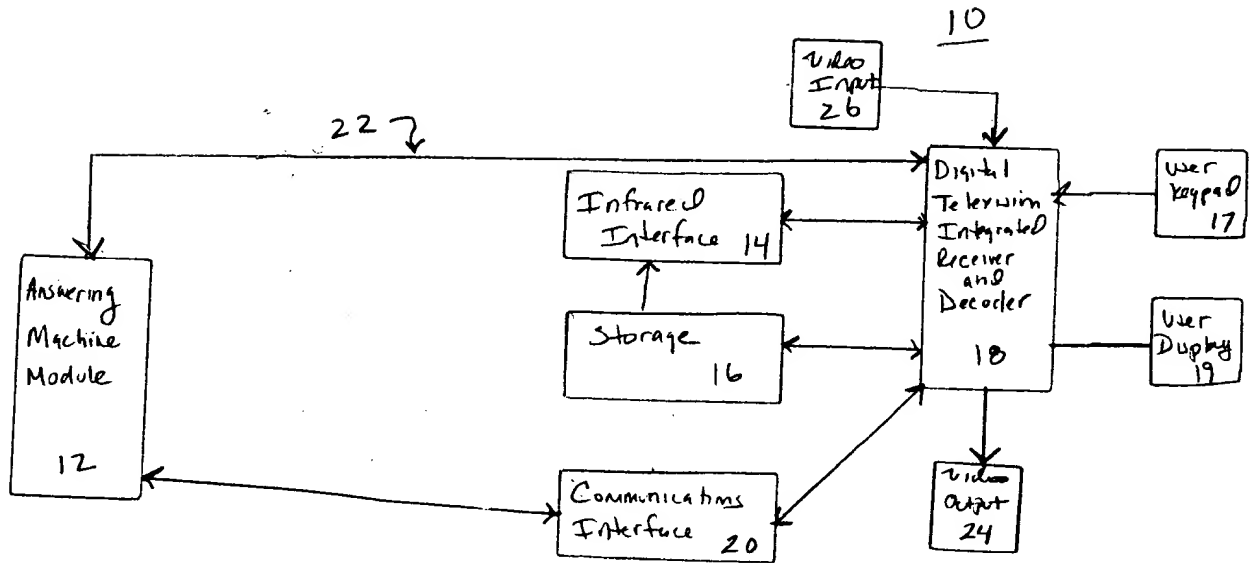 10
Video
Input
26
22
Digital
Television
Integrated
Receiver
and
Decoder
18
User
Keypad
17
Infrared
Interface 14
Answering
Machine
Module
12
Storage
16
User
Display
19
Communications
Interface 20
Video
Output
24